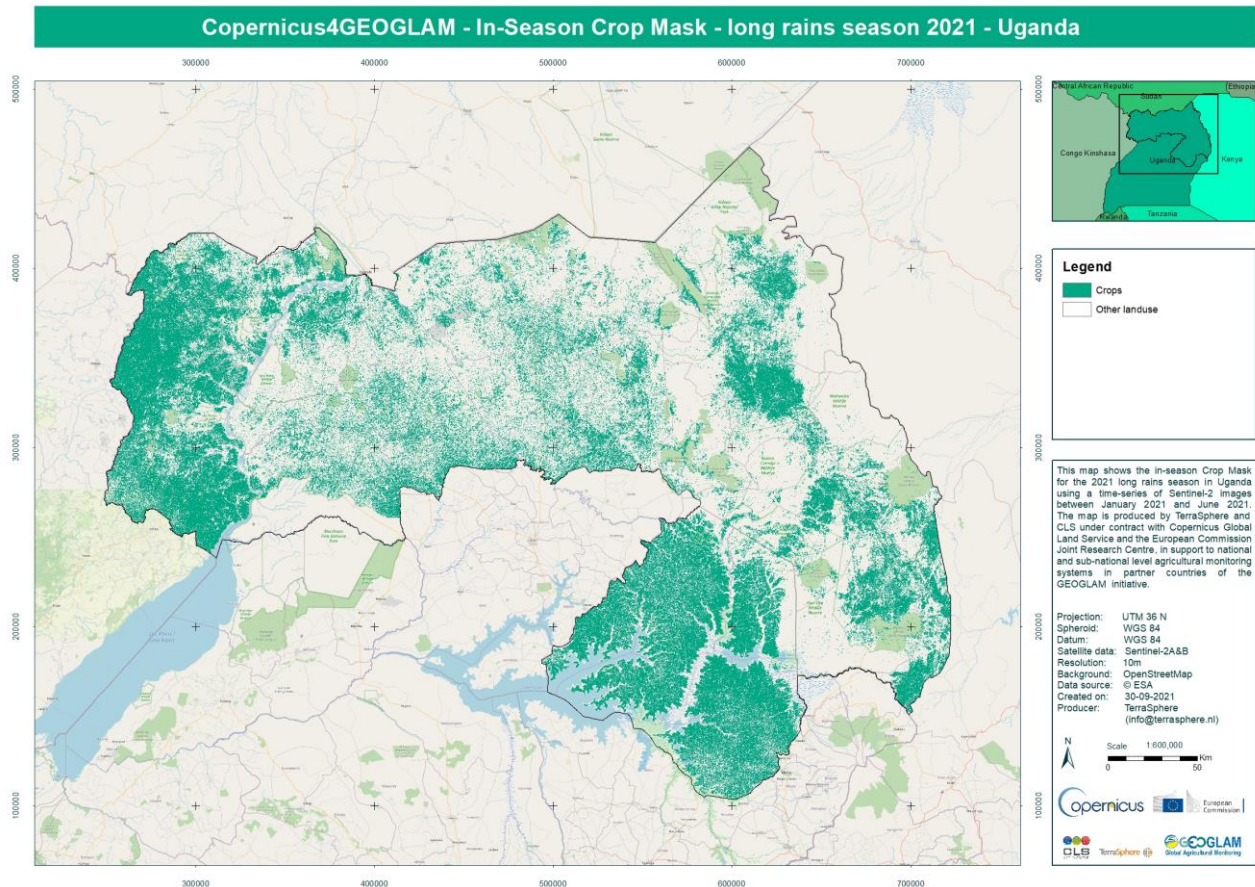 Copernicus4GEOGLAM - In-Season Crop Mask - long rains season 2021 - Uganda
300000
400000
500000
600000
700000
500000
400000
300000
200000
100000
500000
400000
300000
200000
100000
300000
400000
500000
600000
700000
Central African Republic
Sudan
Ethiopia
Congo Kinshasa
Uganda
Kenya
Rwanda
Tanzania
Legend
Crops
Other landuse
This map shows the in-season Crop Mask
for the 2021 long rains season in Uganda
using a time-series of Sentinel-2 images
between January 2021 and June 2021.
The map is produced by TerraSphere and
CLS under contract with Copernicus Global
Land Service and the European Commission
Joint Research Centre, in support to national
and sub-national level agricultural monitoring
systems in partner countries of the
GEOGLAM initiative.
Projection: UTM 36 N
Spheroid: WGS 84
Datum: WGS 84
Satellite data: Sentinel-2A&B
Resolution: 10m
Background: OpenStreetMap
Data source: © ESA
Created on: 30-09-2021
Producer: TerraSphere
(info@terrasphere.nl)
N
Scale 1:600,000
Km
0 50
Copernicus
European
Commission
CLS
TerraSphere
GEOGLAM
Global Agricultural Monitoring